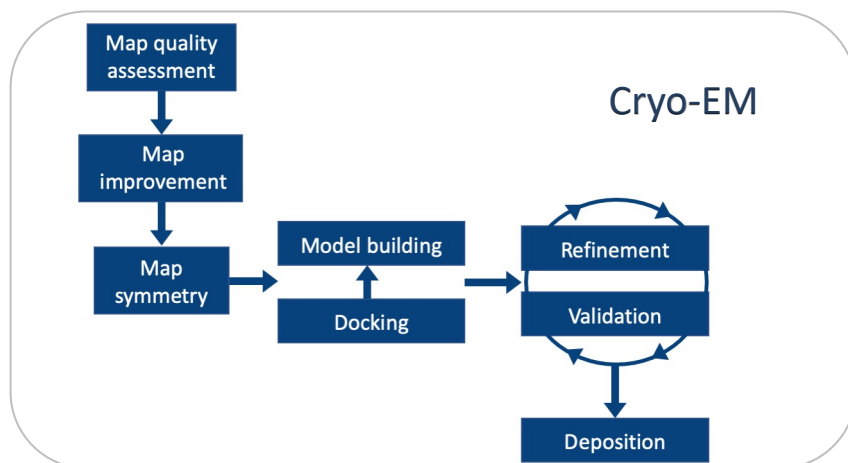 Map quality
assessment
Cryo-EM
Map
improvement
Map
symmetry
Model building
Docking
Refinement
Validation
Deposition